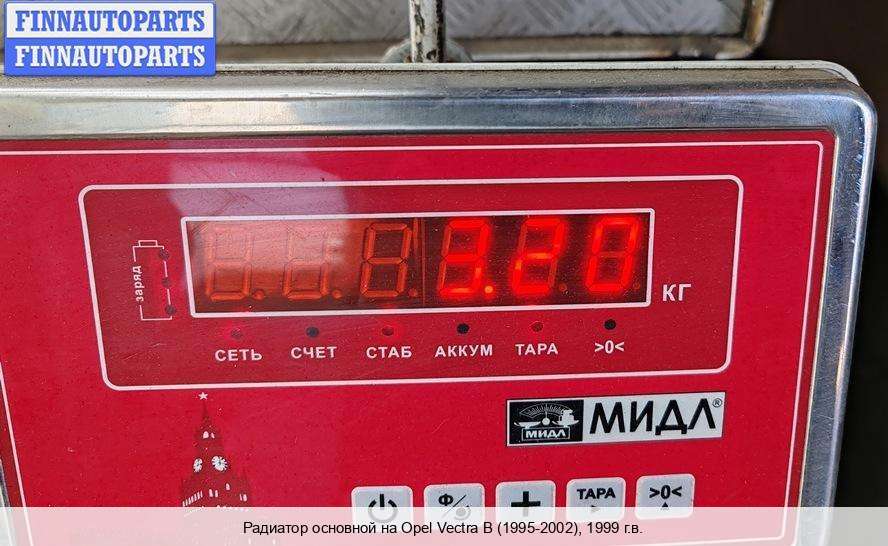 FINNAUTOPARTS
FINNAUTOPARTS
заряд
3.20
КГ
СЕТЬ СЧЕТ СТАБ АККУМ ТАРА >0<
МИДЛ МИДЛ®
Ф ТАРА >0<
Радиатор основной на Opel Vectra B (1995-2002), 1999 г.в.